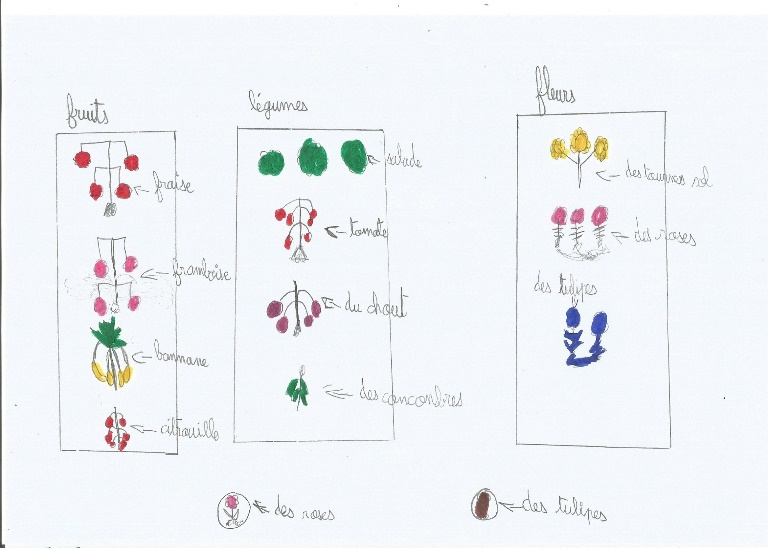 fruits
fraise
framboise
bannane
citrouille
légumes
salade
tomate
du chout
des concombres
fleurs
des tournes sol
des roses
des tulipes
des roses
des tulipes